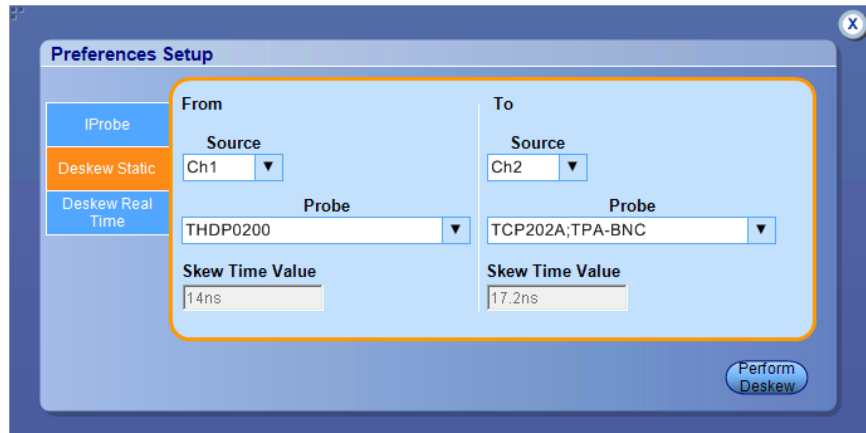 X
Preferences Setup
IProbe
Deskew Static
Deskew Real
Time
From
Source
Ch1
Probe
THDP0200
Skew Time Value
14ns
To
Source
Ch2
Probe
TCP202A;TPA-BNC
Skew Time Value
17.2ns
Perform
Deskew